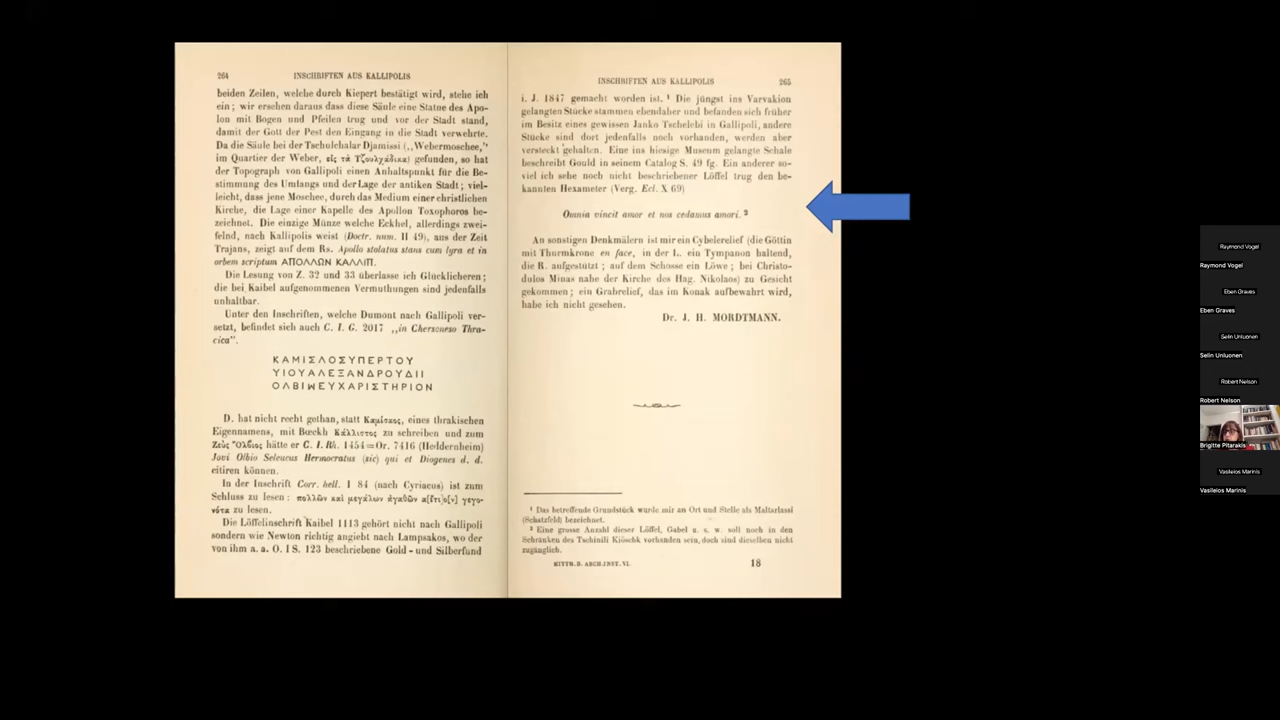 264 INSCHRIFTEN AUS KALLIPOLIS
beiden Zeilen, welche durch Kiepert bestätigt wird, stehe ich
ein; wir ersehen daraus dass diese Säule eine Statue des Apo-
lon mit Bogen und Pfeilen trug und vor der Stadt stand,
damit der Gott der Pest den Eingang in die Stadt verwehrte.
Da die Säule bei der Tschulchalar Djamissi („Webermoschee,"
im Quartier der Weber, εἰς τὰ Τζουλχάδικα) gefunden, so hat
der Topograph von Gallipoli einen Anhaltspunkt für die Be-
stimmung des Umfangs und der Lage der antiken Stadt; viel-
leicht, dass jene Moschee, durch das Medium einer christlichen
Kirche, die Lage einer Kapelle des Apollon Toxophoros be-
zeichnet. Die einzige Münze welche Eckhel, allerdings zwei-
felnd, nach Kallipolis weist (Doctr. num. II 49), aus der Zeit
Trajans, zeigt auf dem Rs. Apollo stolatus stans cum lyra et in
orbem scriptum ΑΠΟΛΛΩΝ ΚΑΛΛΙΠ.
Die Lesung von Z. 32 und 33 überlasse ich Glücklicheren;
die bei Kaibel aufgenommenen Vermuthungen sind jedenfalls
unhaltbar.
Unter den Inschriften, welche Dumont nach Gallipoli ver-
setzt, befindet sich auch C. I. G. 2017 „in Chersoneso Thra-
cica".
ΚΑΜΙΣΛΟΣΥΠΕΡΤΟΥ
ΥΙΟΥΑΛΕΞΑΝΔΡΟΥΔΙΙ
ΟΛΒΙΩΕΥΧΑΡΙΣΤΗΡΙΟΝ
D. hat nicht recht gethan, statt Καμίσλος, eines thrakischen
Eigennamens, mit Bœckh Κάλλιστος zu schreiben und zum
Ζεὺς Ὄλβιος hätte er C. I. Rh. 1454=Or. 7416 (Heddernheim)
Jovi Olbio Seleucus Hermocratus (sic) qui et Diogenes d. d.
citiren können.
In der Inschrift Corr. hell. I 84 (nach Cyriacus) ist zum
Schluss zu lesen: πολλῶν καὶ μεγάλων ἀγαθῶν α[ἴτι]ο[ν] γεγο-
νότα zu lesen.
Die Löffelinschrift Kaibel 1113 gehört nicht nach Gallipoli
sondern wie Newton richtig angiebt nach Lampsakos, wo der
von ihm a. a. O. I S. 123 beschriebene Gold-und Silberfund
INSCHRIFTEN AUS KALLIPOLIS 265
i. J. 1847 gemacht worden ist. ¹ Die jüngst ins Varvakion
gelangten Stücke stammen ebendaher und befanden sich früher
im Besitz eines gewissen Janko Tschelebi in Gallipoli, andere
Stücke sind dort jedenfalls noch vorhanden, werden aber
versteckt gehalten. Eine ins hiesige Museum gelangte Schale
beschreibt Gould in seinem Catalog S. 49 fg. Ein anderer so-
viel ich sehe noch nicht beschriebener Löffel trug den be-
kannten Hexameter (Verg. Ecl. X 69)
Omnia vincit amor et nos cedamus amori. ²
An sonstigen Denkmälern ist mir ein Cybelerelief (die Göttin
mit Thurmkrone en face, in der L. ein Tympanon haltend,
die R. aufgestützt; auf dem Schosse ein Löwe; bei Christo-
dolos Minas nahe der Kirche des Hag. Nikolaos) zu Gesicht
gekommen; ein Grabrelief, das im Konak aufbewahrt wird,
habe ich nicht gesehen.
Dr. J. H. MORDTMANN.
¹ Das betreffende Grundstück wurde mir an Ort und Stelle als Maltarlassi
(Schatzfeld) bezeichnet.
² Eine grosse Anzahl dieser Löffel, Gabel u. s. w. soll noch in den
Schränken des Tschinili Kiöschk vorhanden sein, doch sind dieselben nicht
zugänglich.
MITTH. D. ARCH. INST. VI. 18
Raymond Vogel
Raymond Vogel
Eben Graves
Eben Graves
Selin Unluonen
Selin Unluonen
Robert Nelson
Robert Nelson
Brigitte Pitarakis
Vasileios Marinis
Vasileios Marinis